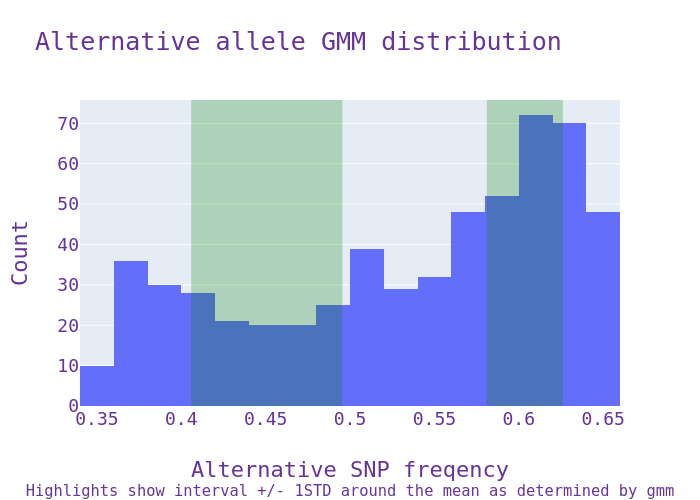 Alternative allele GMM distribution
Count
70
60
50
40
30
20
10
0
0.35 0.4 0.45 0.5 0.55 0.6 0.65
Alternative SNP freqency
Highlights show interval +/- 1STD around the mean as determined by gmm